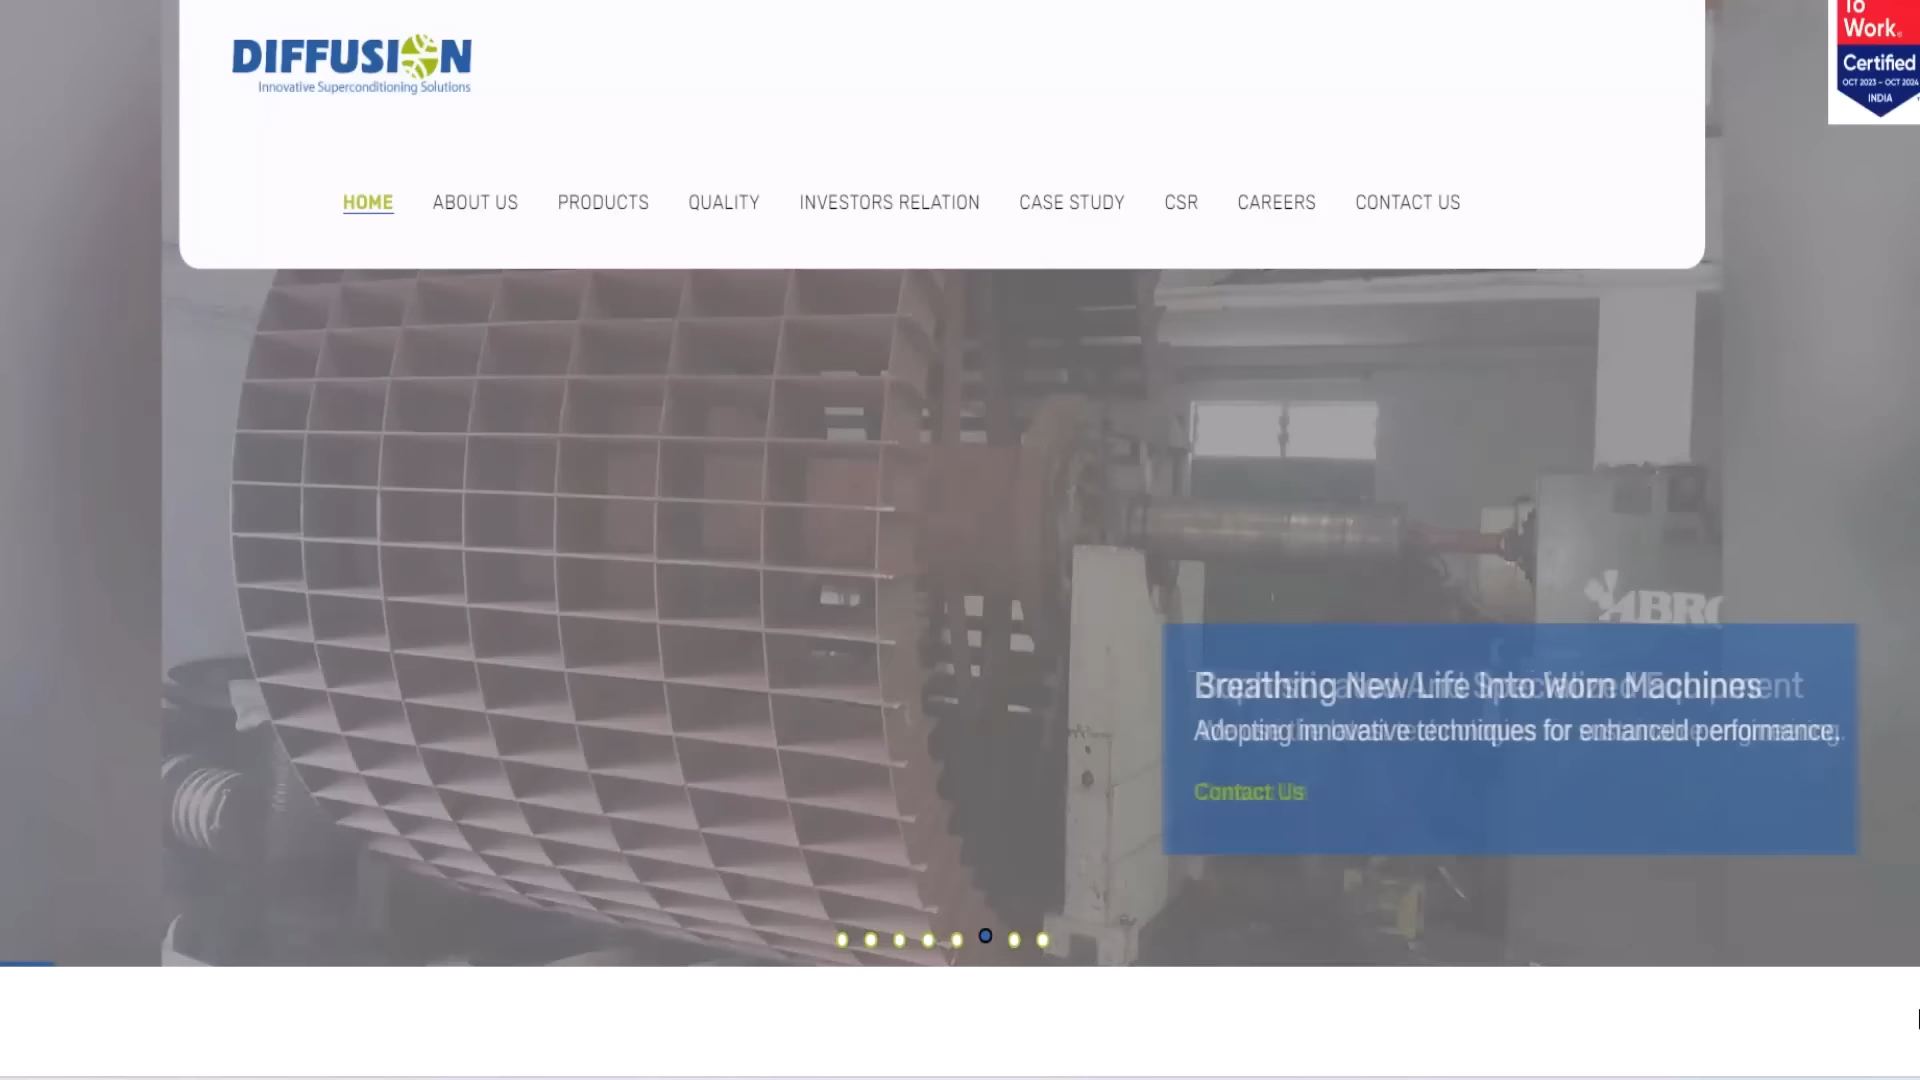 To
Work.
Certified
OCT 2023 – OCT 2024
INDIA
DIFFUSION
Innovative Superconditioning Solutions
HOME ABOUT US PRODUCTS QUALITY INVESTORS RELATION CASE STUDY CSR CAREERS CONTACT US
ABRO
Breathing New Life Into Worn Machines
Adopting innovative techniques for enhanced performance.
Contact Us